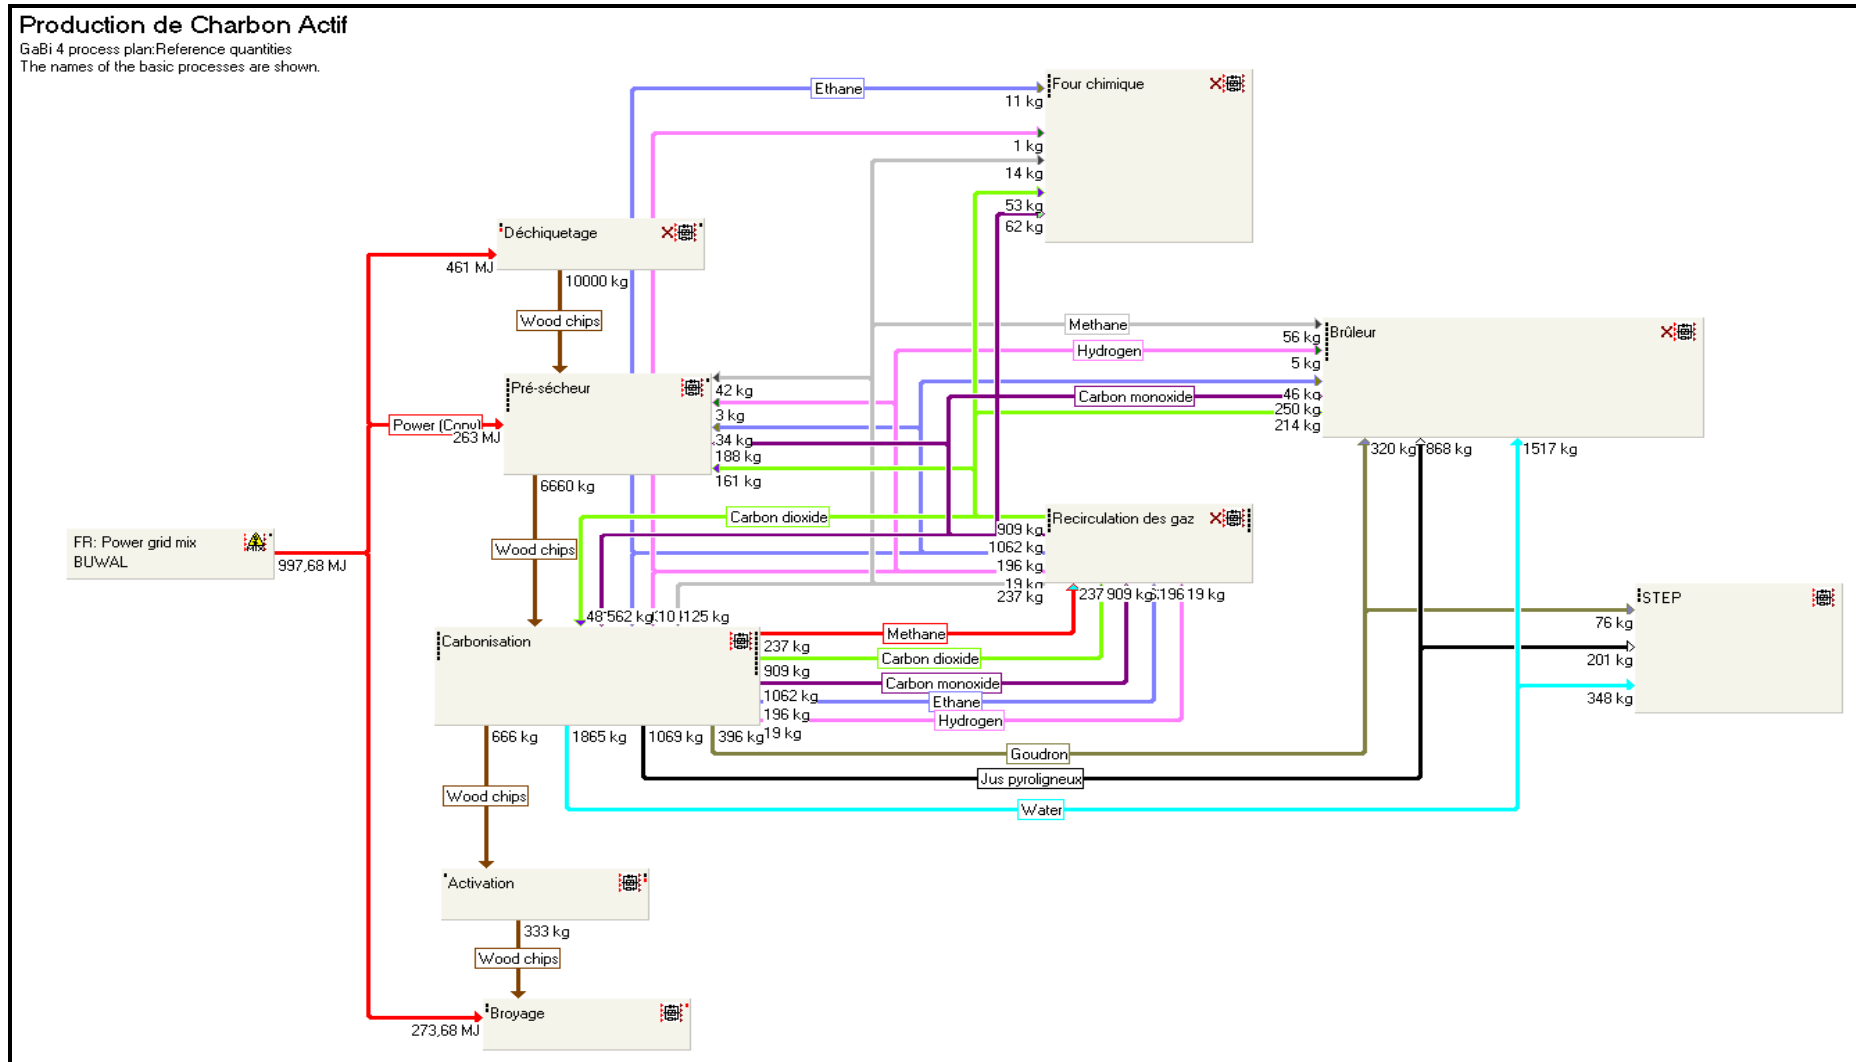 Production de Charbon Actif
GaBi 4 process plan:Reference quantities
The names of the basic processes are shown.
Ethane
11 kg
Four chimique
1 kg
14 kg
53 kg
62 kg
Déchiquetage
461 MJ
10000 kg
Wood chips
Methane
56 kg
Hydrogen
5 kg
Carbon monoxide
46 kg
250 kg
214 kg
Brûleur
Pré-sécheur
42 kg
3 kg
34 kg
188 kg
161 kg
Power
263 MJ
6660 kg
320 kg
868 kg
1517 kg
Carbon dioxide
Recirculation des gaz
909 kg
1062 kg
196 kg
19 kg
237 kg
FR: Power grid mix
BUWAL
MIX
997,68 MJ
Wood chips
562 kg
125 kg
237
909 kg
196
19 kg
STEP
76 kg
201 kg
348 kg
Carbonisation
Methane
237 kg
Carbon dioxide
909 kg
Carbon monoxide
1062 kg
Ethane
196 kg
Hydrogen
19 kg
666 kg
1865 kg
1069 kg
396 kg
Goudron
Jus pyroligneux
Water
Wood chips
Activation
333 kg
Wood chips
Broyage
273,68 MJ